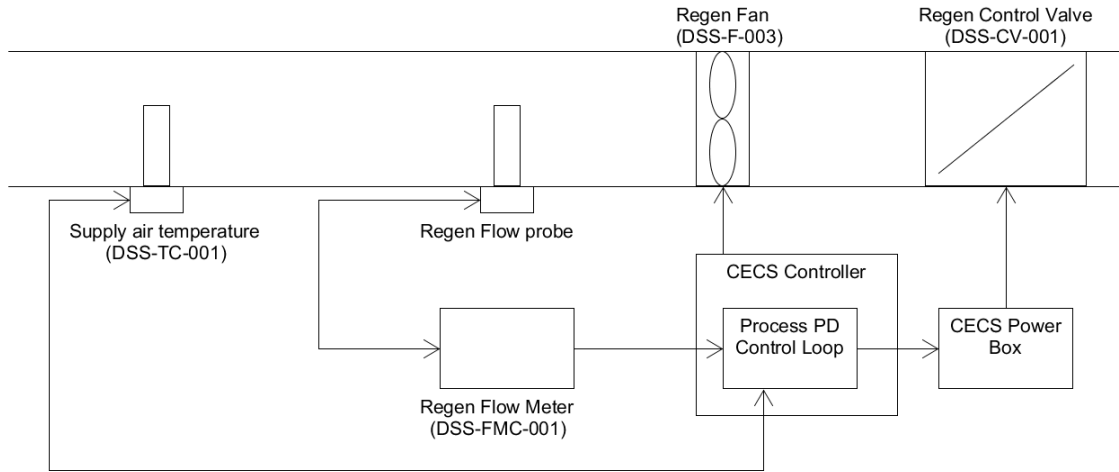 Regen Fan
(DSS-F-003)
Regen Control Valve
(DSS-CV-001)
Supply air temperature
(DSS-TC-001)
Regen Flow probe
CECS Controller
Process PD
Control Loop
CECS Power
Box
Regen Flow Meter
(DSS-FMC-001)